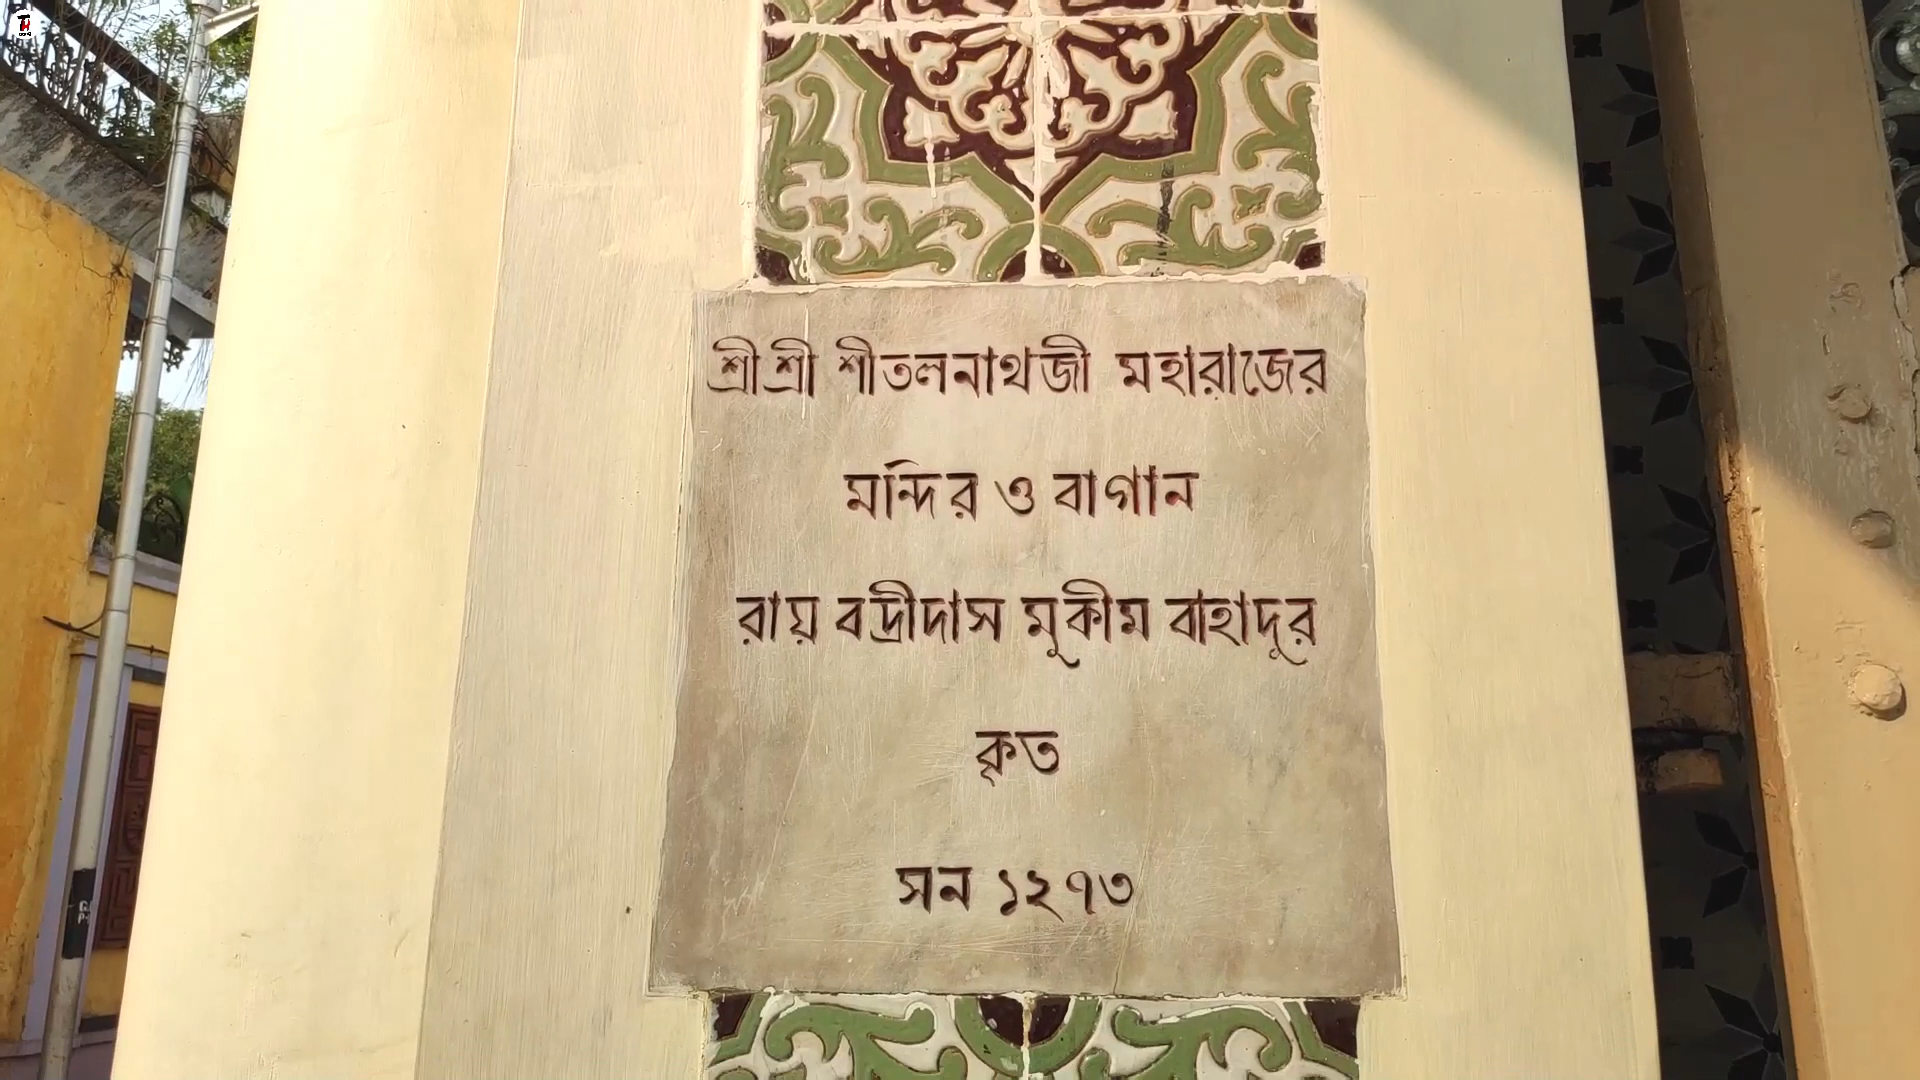 শ্রীশ্রী শীতলনাথজী মহারাজের
মন্দির ও বাগান
রায় বদ্রীদাস মূকীম বাহাদূর
কৃত
সন ১২৭৩